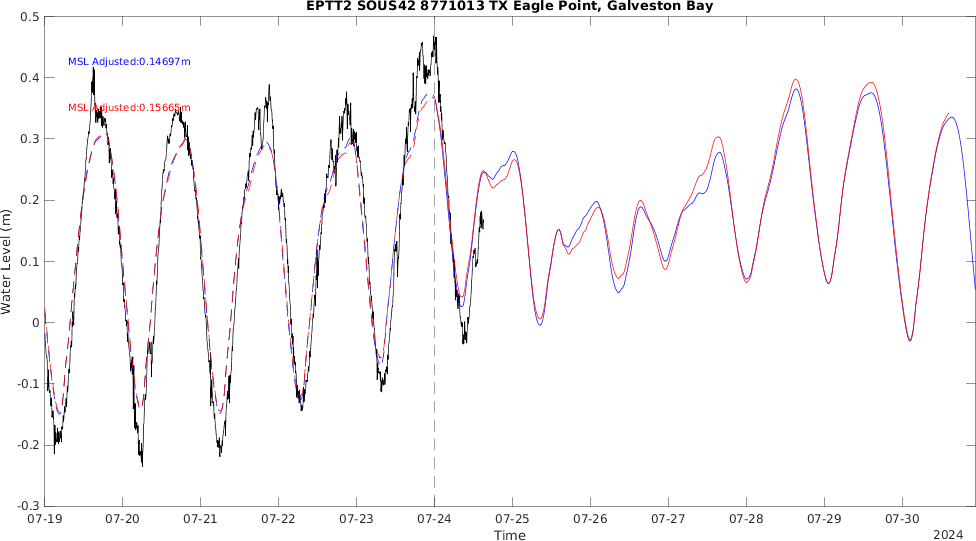 EPTT2 SOUS42 8771013 TX Eagle Point, Galveston Bay
0.5
0.4
0.3
0.2
0.1
0
-0.1
-0.2
-0.3
Water Level (m)
MSL Adjusted:0.14697m
MSL Adjusted:0.15665m
07-19 07-20 07-21 07-22 07-23 07-24 07-25 07-26 07-27 07-28 07-29 07-30
Time
2024